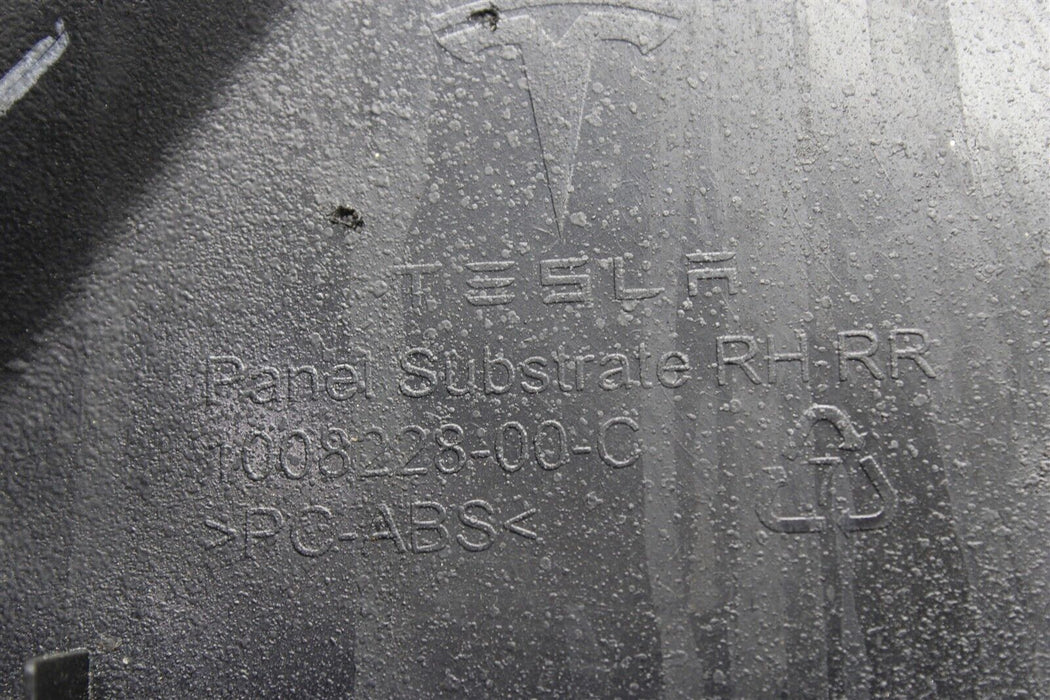 TESLA
Panel Substrate RH RR
1008228-00-C
>PC-ABS<